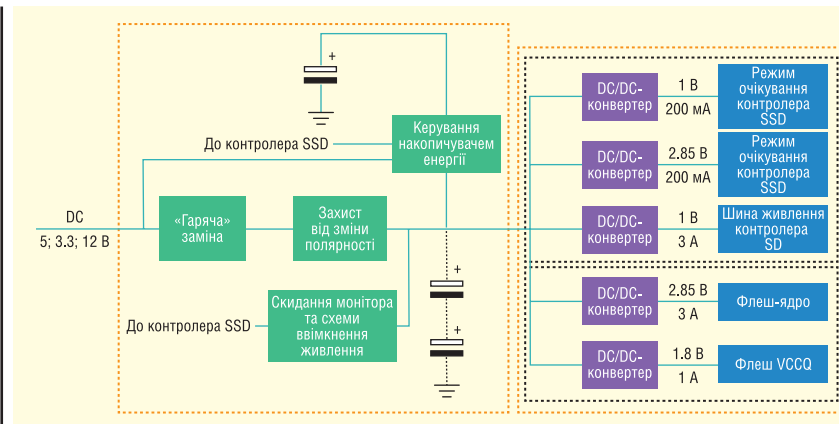 +
До контролера SSD
Керування
накопичувачем
енергії
DC
5; 3.3; 12 В
«Гаряча»
заміна
Захист
від зміни
полярності
До контролера SSD
Скидання монітора
та схеми
ввімкнення
живлення
+
+
DC/DC-
конвертер
1 В
200 мА
Режим
очікування
контролера
SSD
DC/DC-
конвертер
2.85 В
200 мА
Режим
очікування
контролера
SSD
DC/DC-
конвертер
1 В
3 А
Шина живлення
контролера
SD
DC/DC-
конвертер
2.85 В
3 А
Флеш-ядро
DC/DC-
конвертер
1.8 В
1 А
Флеш VCCQ